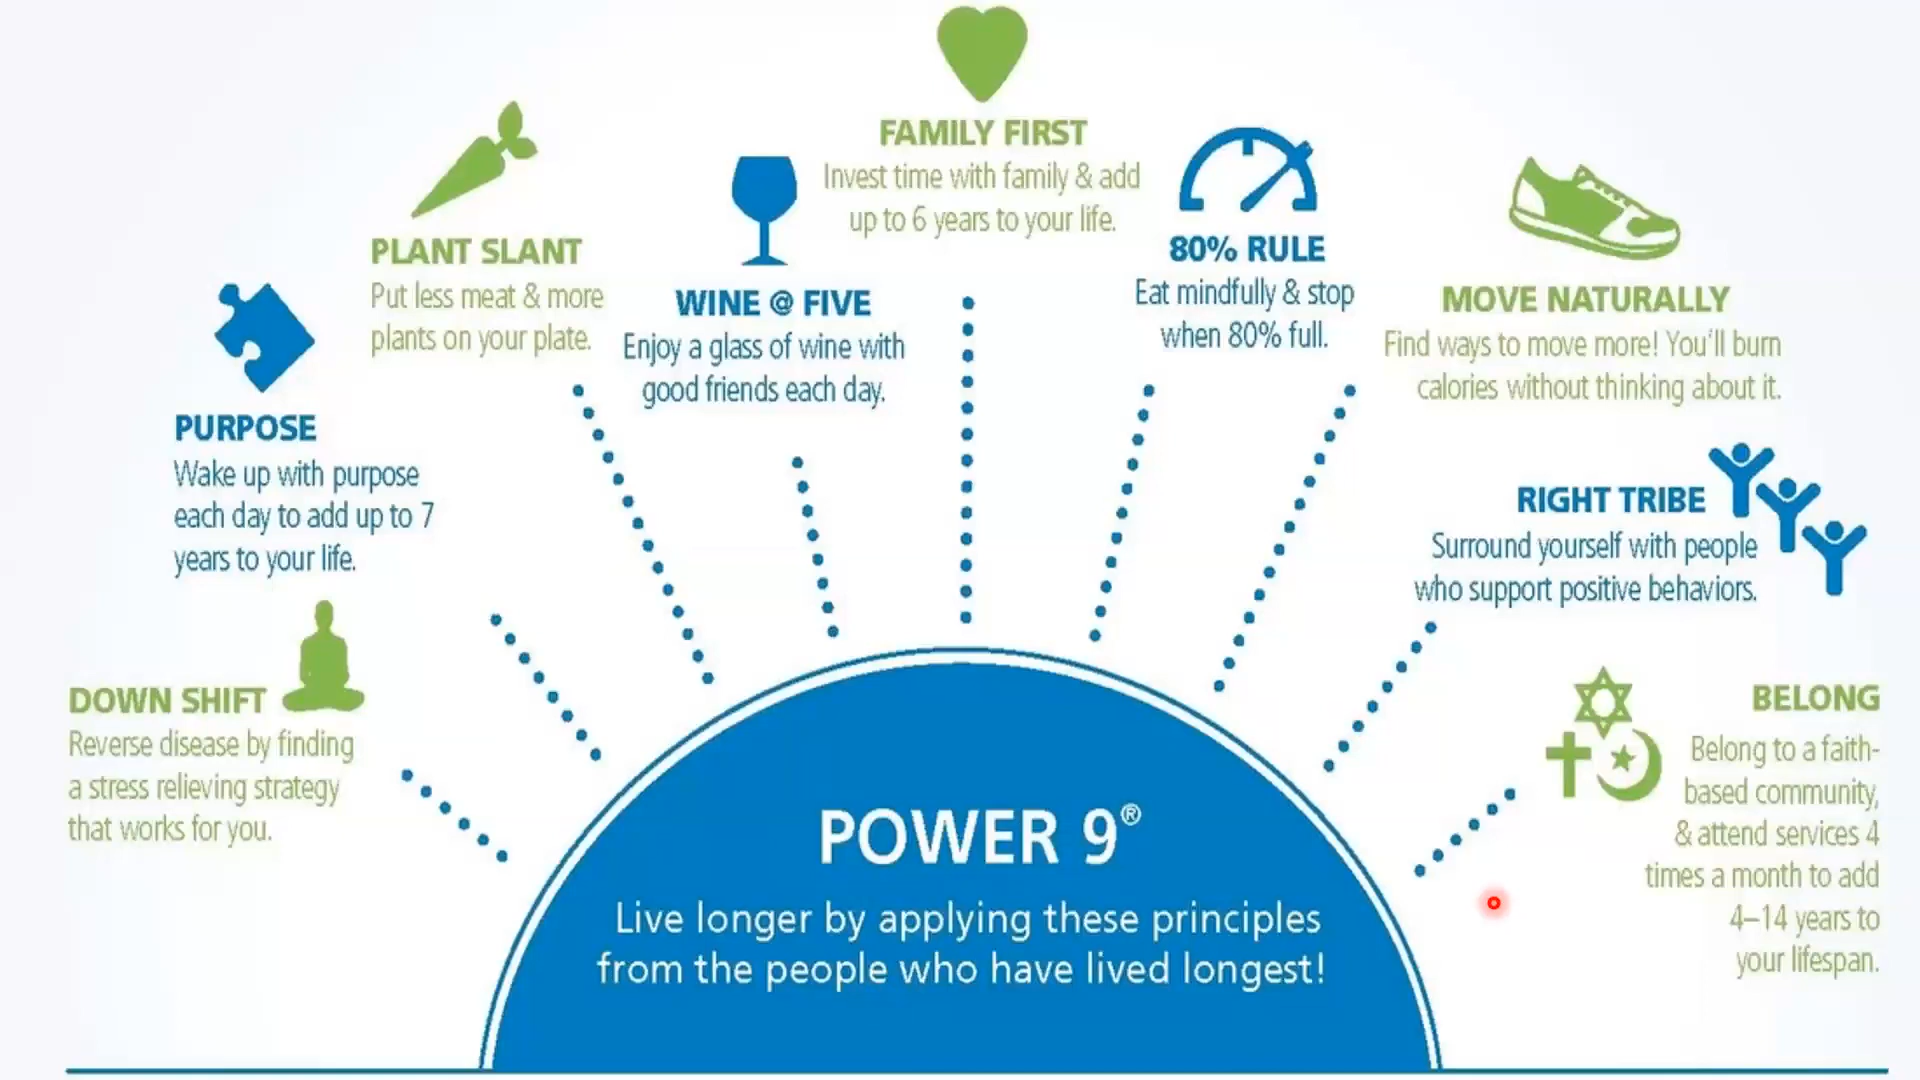 FAMILY FIRST
Invest time with family & add
up to 6 years to your life.
PLANT SLANT
Put less meat & more
plants on your plate.
WINE @ FIVE
Enjoy a glass of wine with
good friends each day.
80% RULE
Eat mindfully & stop
when 80% full.
MOVE NATURALLY
Find ways to move more! You'll burn
calories without thinking about it.
PURPOSE
Wake up with purpose
each day to add up to 7
years to your life.
RIGHT TRIBE
Surround yourself with people
who support positive behaviors.
DOWN SHIFT
Reverse disease by finding
a stress relieving strategy
that works for you.
BELONG
Belong to a faith-
based community,
& attend services 4
times a month to add
4–14 years to
your lifespan.
POWER 9®
Live longer by applying these principles
from the people who have lived longest!